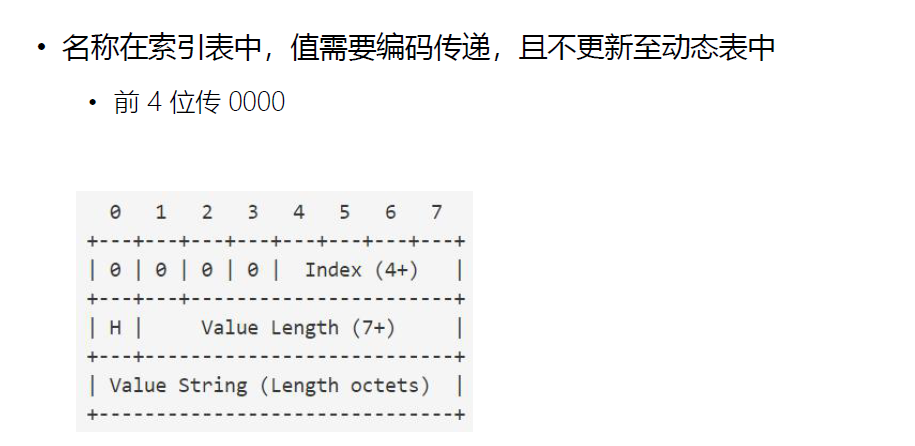 • 名称在索引表中，值需要编码传递，且不更新至动态表中
• 前 4 位传 0000
0 1 2 3 4 5 6 7
+---+---+---+---+---+---+---+---+
| 0 | 0 | 0 | 0 | Index (4+) |
+---+---+-----------------------+
| H | Value Length (7+) |
+---+---------------------------+
| Value String (Length octets) |
+-------------------------------+